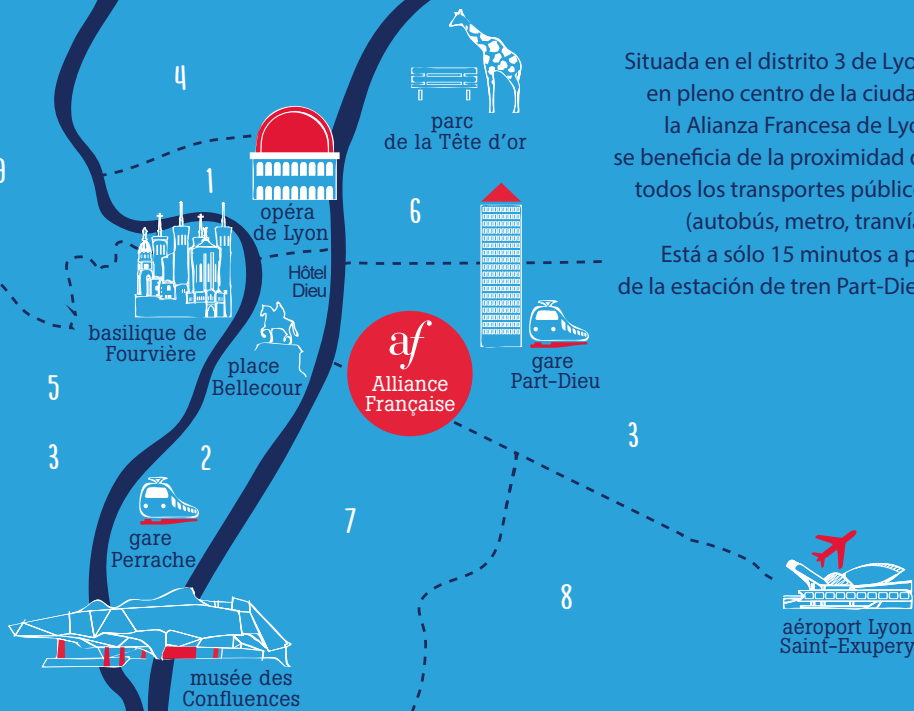 4
parc
de la Tête d'or
Situada en el distrito 3 de Lyo
en pleno centro de la ciuda
la Alianza Francesa de Lyo
se beneficia de la proximidad d
todos los transportes público
(autobús, metro, tranvía
Está a sólo 15 minutos a p
de la estación de tren Part-Die
9
1
6
opéra
de Lyon
Hôtel
Dieu
basilique de
Fourvière
place
Bellecour
af
Alliance
Française
gare
Part-Dieu
5
3
2
3
gare
Perrache
7
8
aéroport Lyon
Saint-Exupery
musée des
Confluences